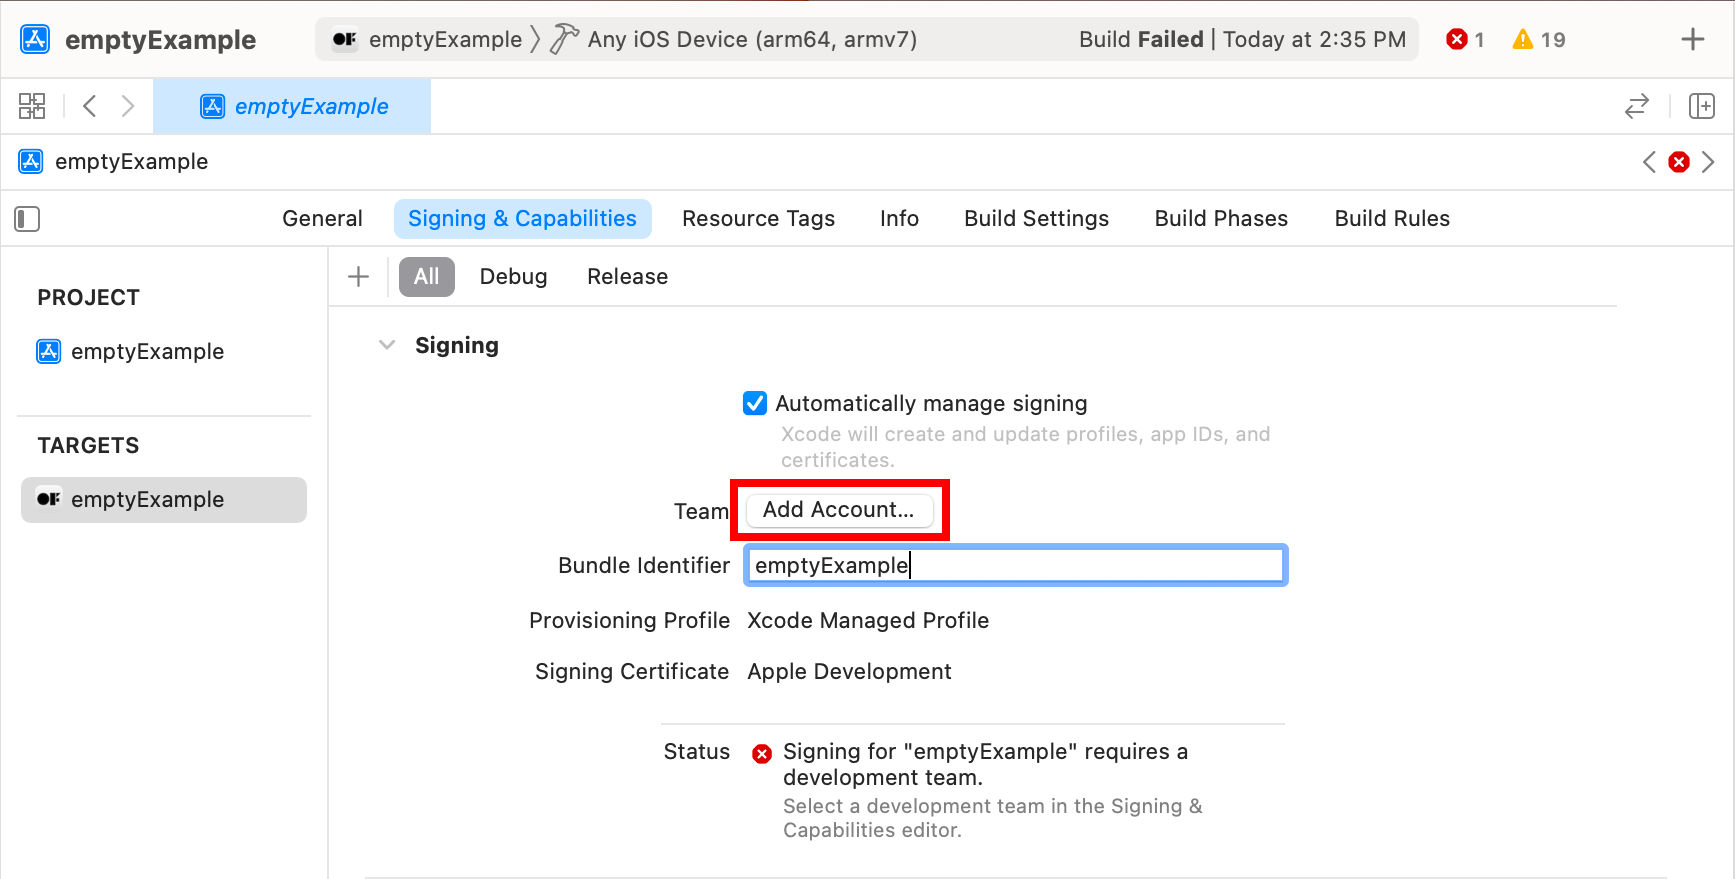 emptyExample
OF emptyExample Any iOS Device (arm64, armv7) Build Failed | Today at 2:35 PM 1 19
emptyExample
emptyExample
General Signing & Capabilities Resource Tags Info Build Settings Build Phases Build Rules
PROJECT
emptyExample
TARGETS
OF emptyExample
All Debug Release
Signing
Automatically manage signing
Xcode will create and update profiles, app IDs, and
certificates.
Team Add Account...
Bundle Identifier emptyExample
Provisioning Profile Xcode Managed Profile
Signing Certificate Apple Development
Status Signing for "emptyExample" requires a
development team.
Select a development team in the Signing &
Capabilities editor.